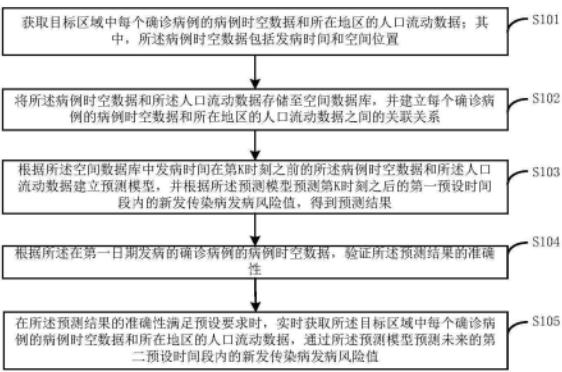 获取目标区域中每个确诊病例的病例时空数据和所在地区的人口流动数据；其
中，所述病例时空数据包括发病时间和空间位置
S101
将所述病例时空数据和所述人口流动数据存储至空间数据库，并建立每个确诊病
例的病例时空数据和所在地区的人口流动数据之间的关联关系
S102
根据所述空间数据库中发病时间在第K时刻之前的所述病例时空数据和所述人口
流动数据建立预测模型，并根据所述预测模型预测第K时刻之后的第一预设时间
段内的新发传染病发病风险值，得到预测结果
S103
根据所述在第一日期发病的确诊病例的病例时空数据，验证所述预测结果的准确
性
S104
在所述预测结果的准确性满足预设要求时，实时获取所述目标区域中每个确诊病
例的病例时空数据和所在地区的人口流动数据，通过所述预测模型预测未来的第
二预设时间段内的新发传染病发病风险值
S105